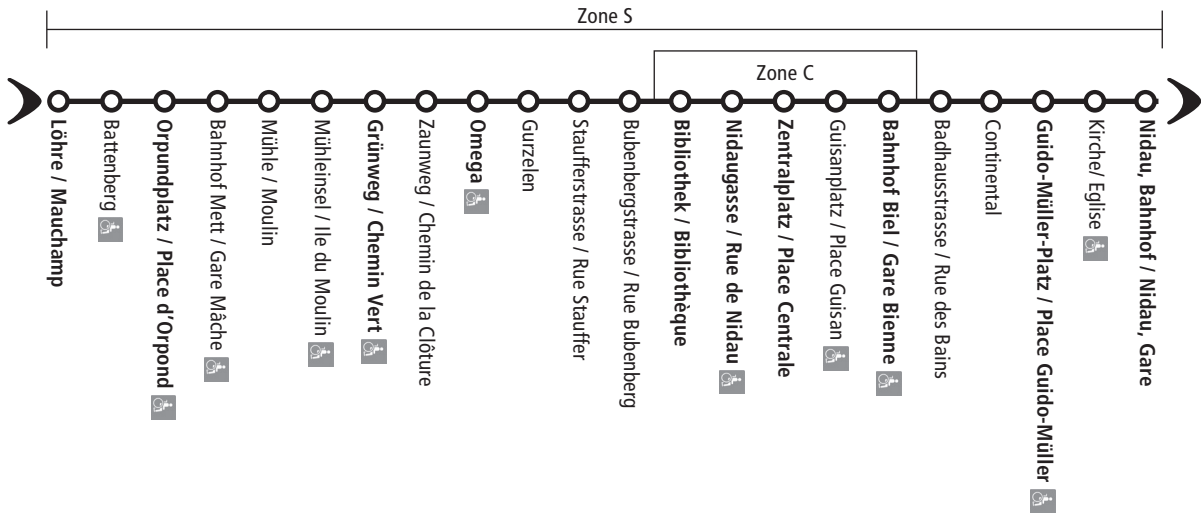 Zone S
Zone C
Löhre / Mauchamp
Battenberg
Orpundplatz / Place d'Orpond
Bahnhof Mett / Gare Mâche
Mühle / Moulin
Mühleinsel / Ile du Moulin
Grünweg / Chemin Vert
Zaunweg / Chemin de la Clôture
Omega
Gurzelen
Staufferstrasse / Rue Stauffer
Bubenbergstrasse / Rue Bubenberg
Bibliothek / Bibliothèque
Nidaugasse / Rue de Nidau
Zentralplatz / Place Centrale
Guisanplatz / Place Guisan
Bahnhof Biel / Gare Bienne
Badhausstrasse / Rue des Bains
Continental
Guido-Müller-Platz / Place Guido-Müller
Kirche/ Eglise
Nidau, Bahnhof / Nidau, Gare